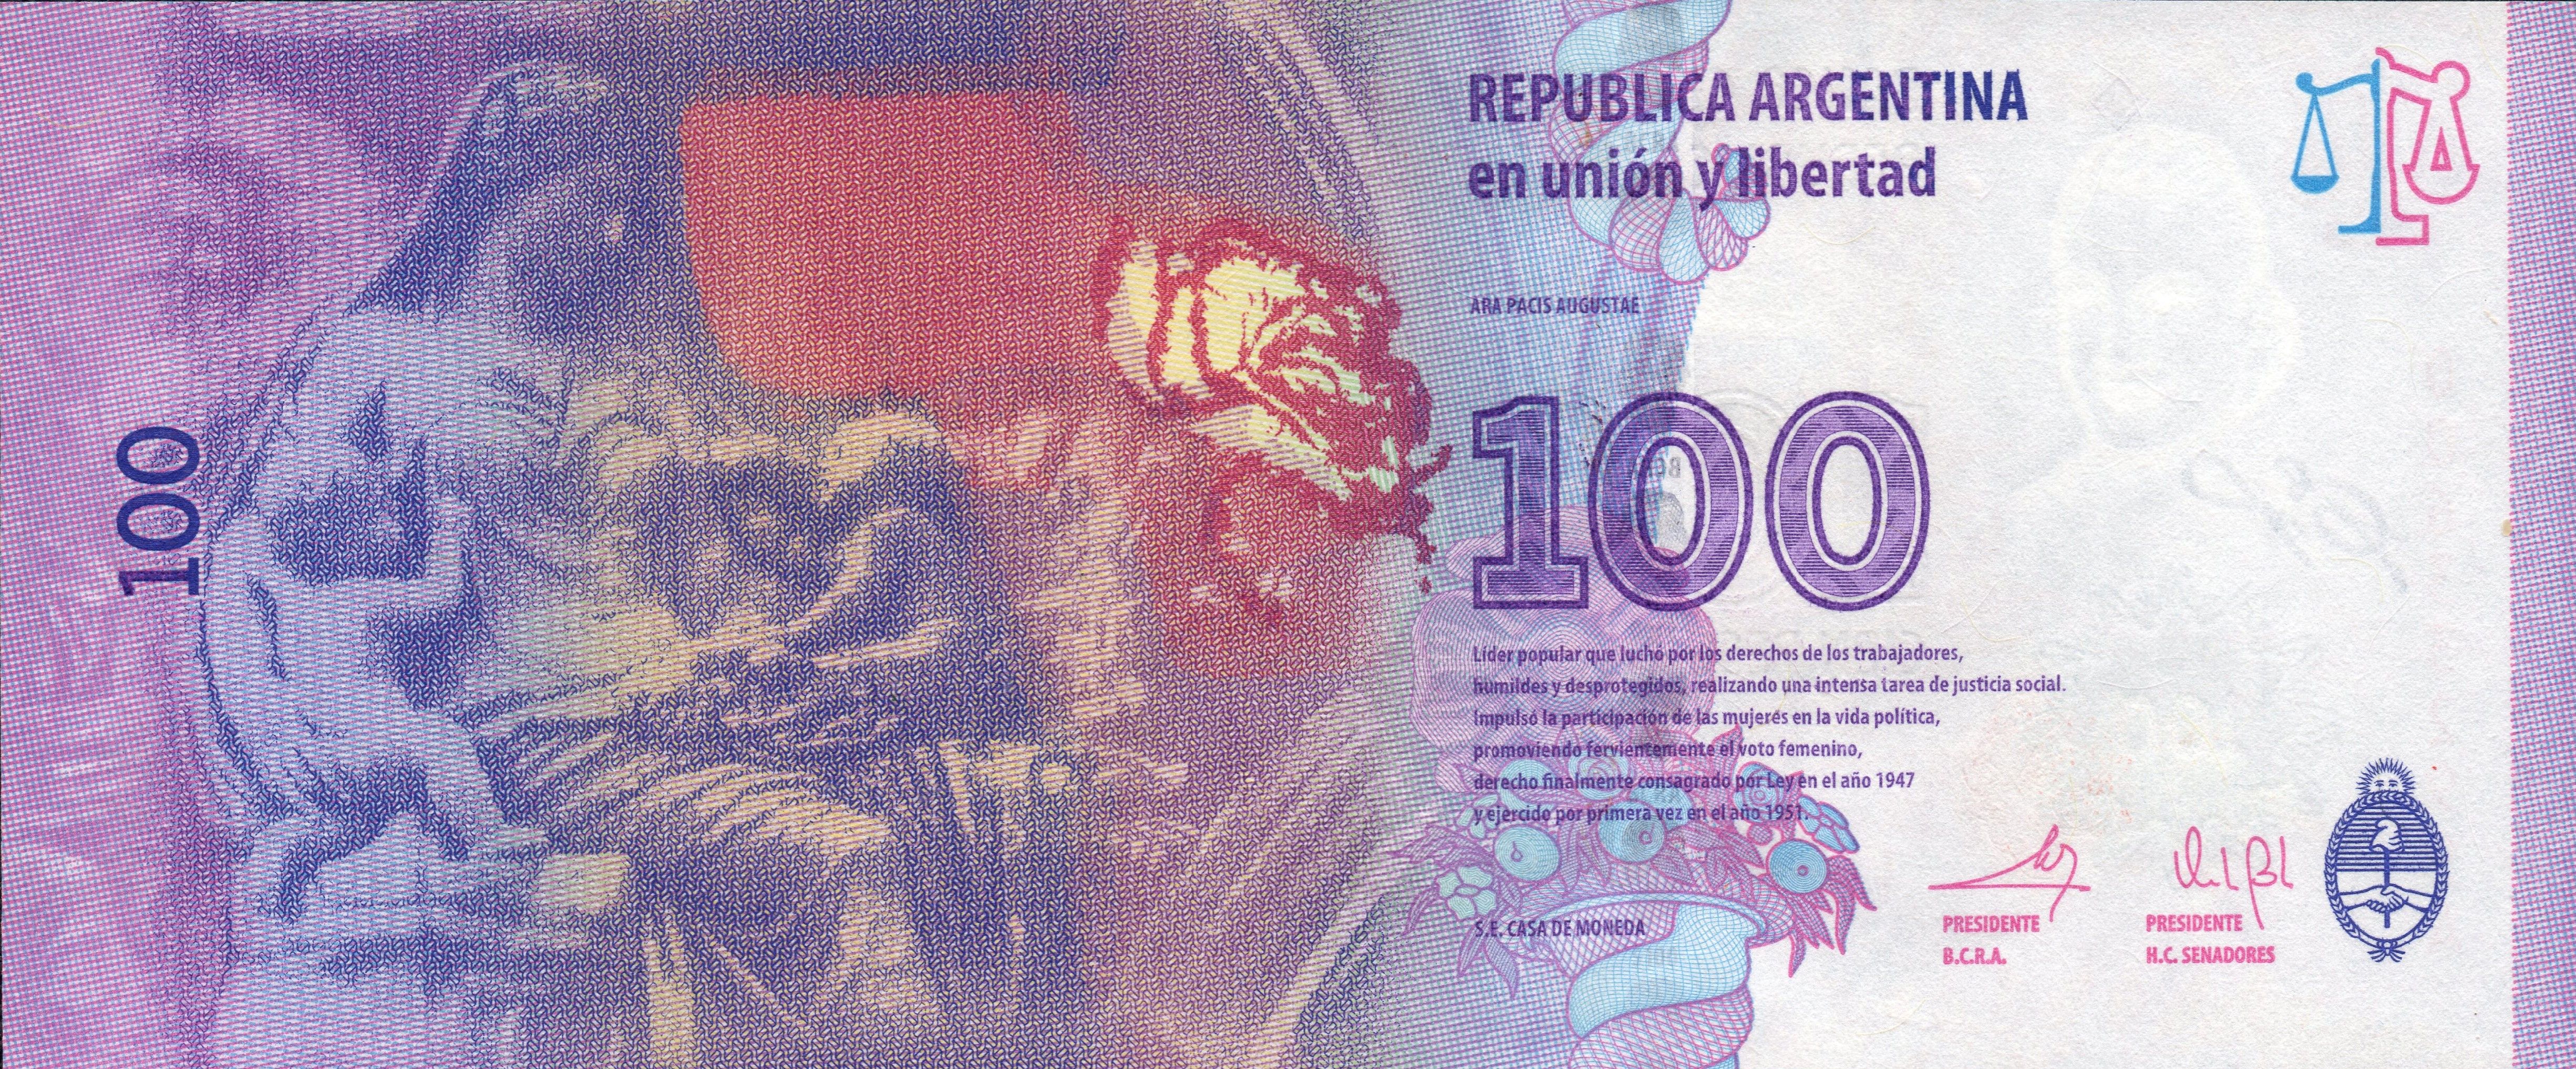 REPUBLICA ARGENTINA
en unión y libertad
ARA PACIS AUGUSTAE
100
100
Líder popular que luchó por los derechos de los trabajadores,
humildes y desprotegidos, realizando una intensa tarea de justicia social.
Impulsó la participación de las mujeres en la vida política,
promoviendo fervientemente el voto femenino,
derecho finalmente consagrado por Ley en el año 1947
y ejercido por primera vez en el año 1951.
S.E. CASA DE MONEDA
PRESIDENTE
B.C.R.A.
PRESIDENTE
H.C. SENADORES